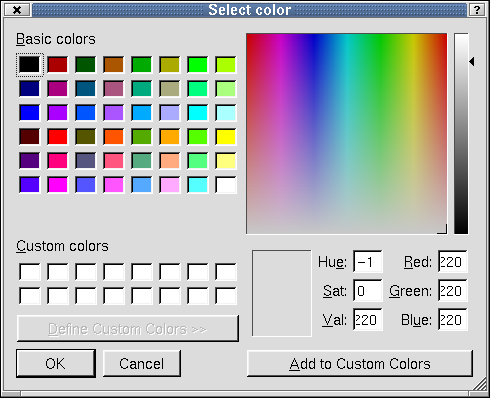 Select color
Basic colors
Custom colors
Define Custom Colors >>
OK Cancel
Hue: -1 Red: 220
Sat: 0 Green: 220
Val: 220 Blue: 220
Add to Custom Colors